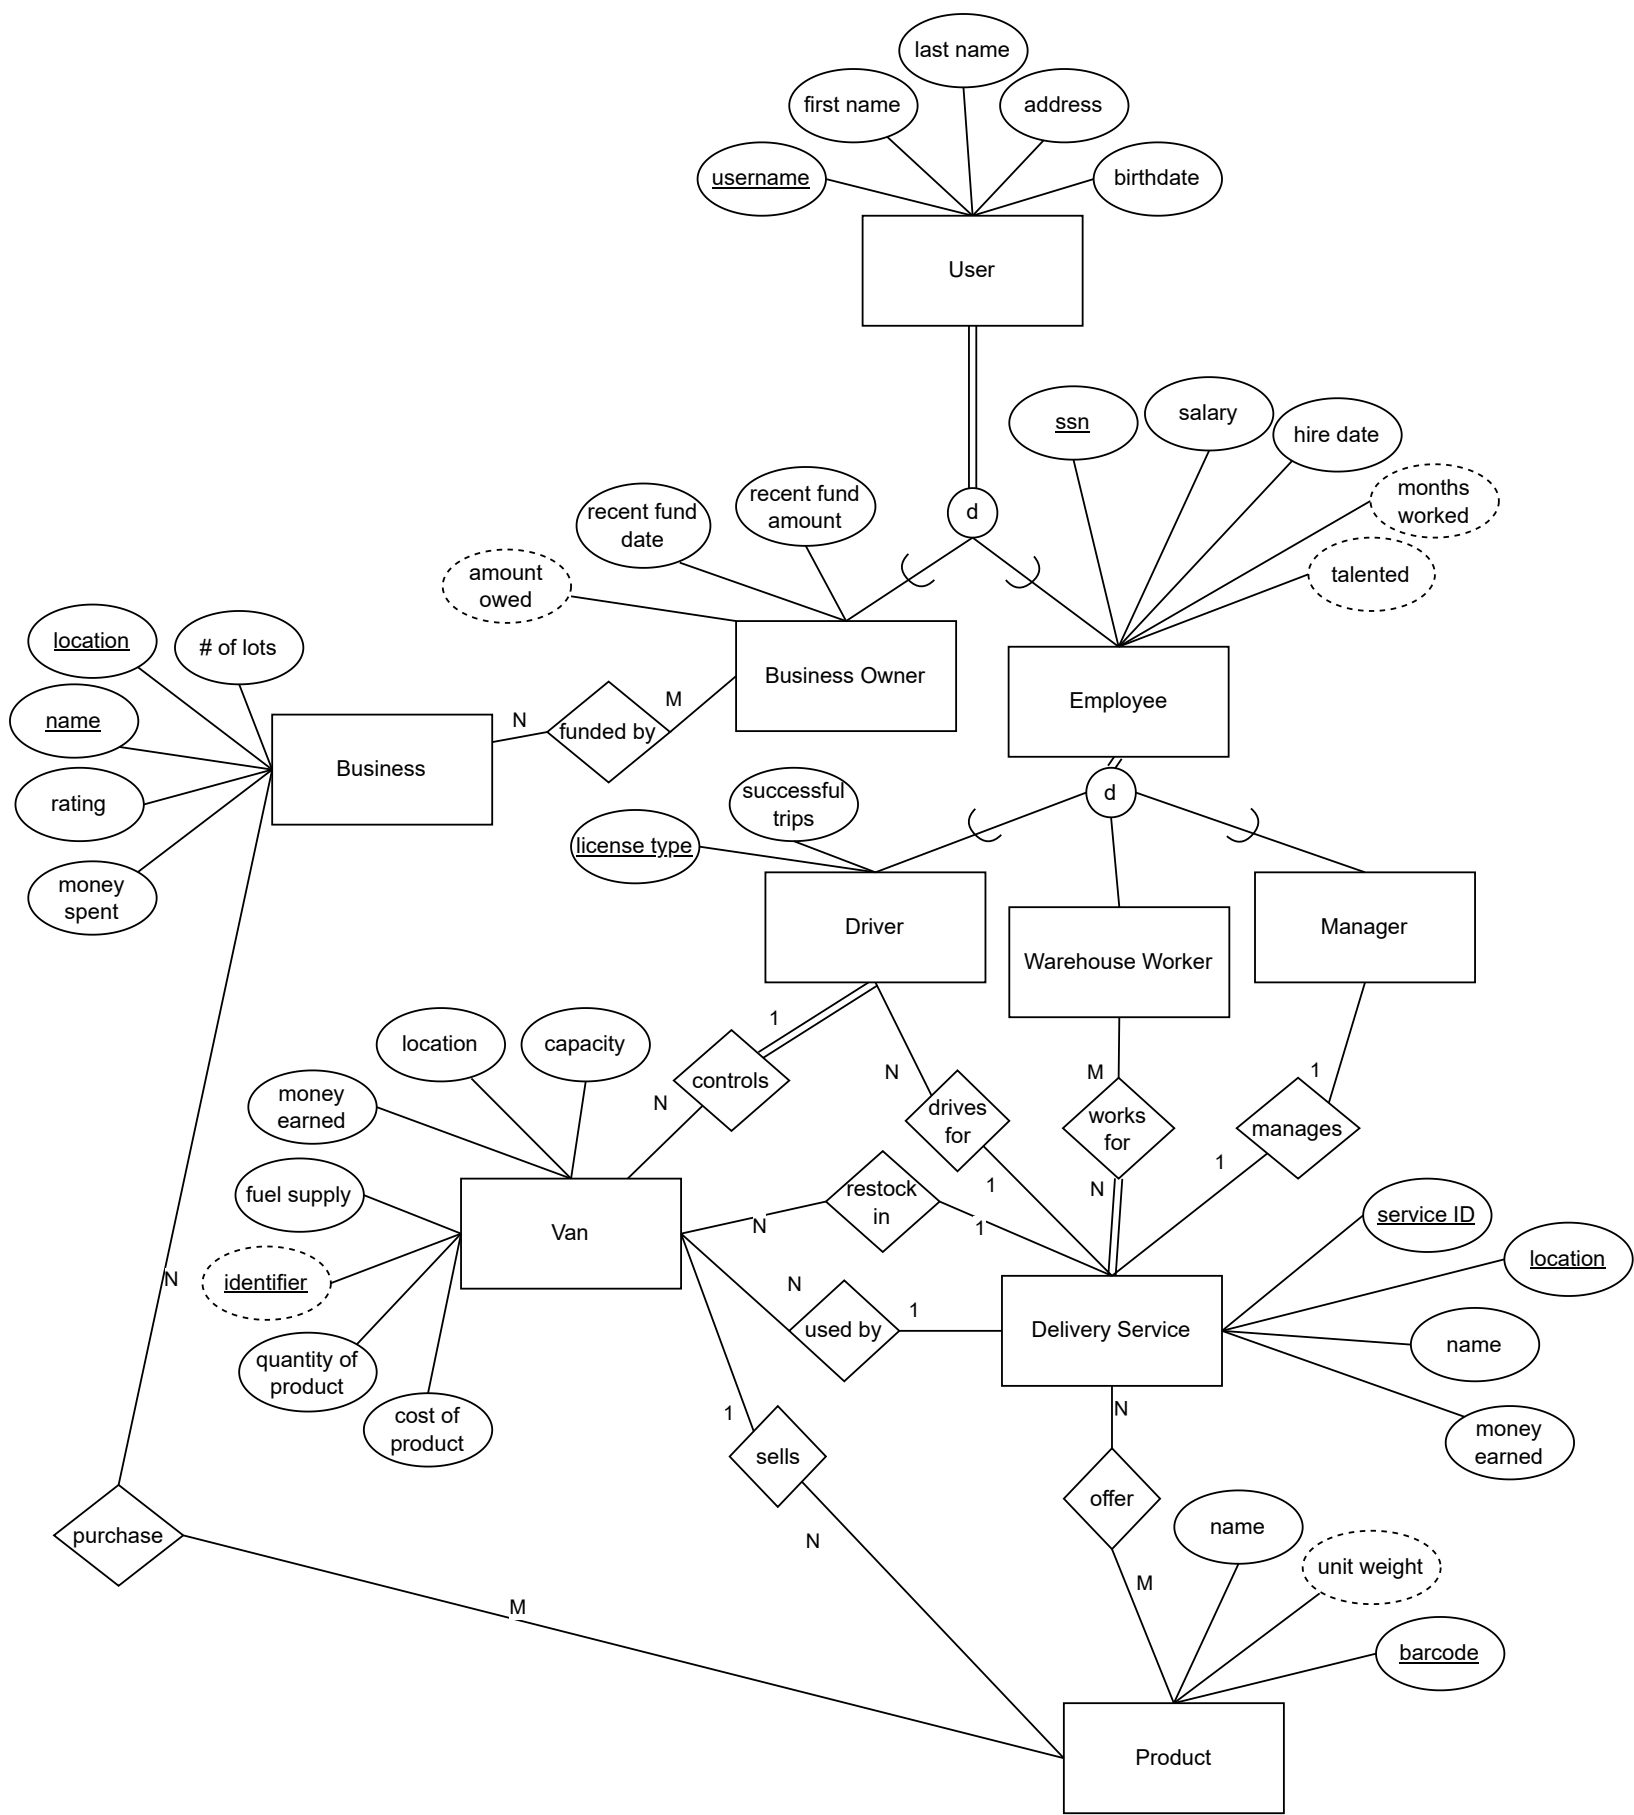 last name
first name
address
username
birthdate
User
ssn
salary
hire date
months
worked
talented
d
recent fund
date
recent fund
amount
amount
owed
location
# of lots
name
rating
money
spent
Business
N
funded by
M
Business Owner
Employee
d
successful
trips
license type
Driver
Warehouse Worker
Manager
1
controls
N
location
capacity
money
earned
fuel supply
identifier
quantity of
product
cost of
product
Van
N
drives
for
1
M
works
for
N
1
manages
1
N
restock
in
1
N
used by
1
Delivery Service
service ID
location
name
money
earned
1
sells
N
N
offer
M
name
unit weight
barcode
N
purchase
M
Product